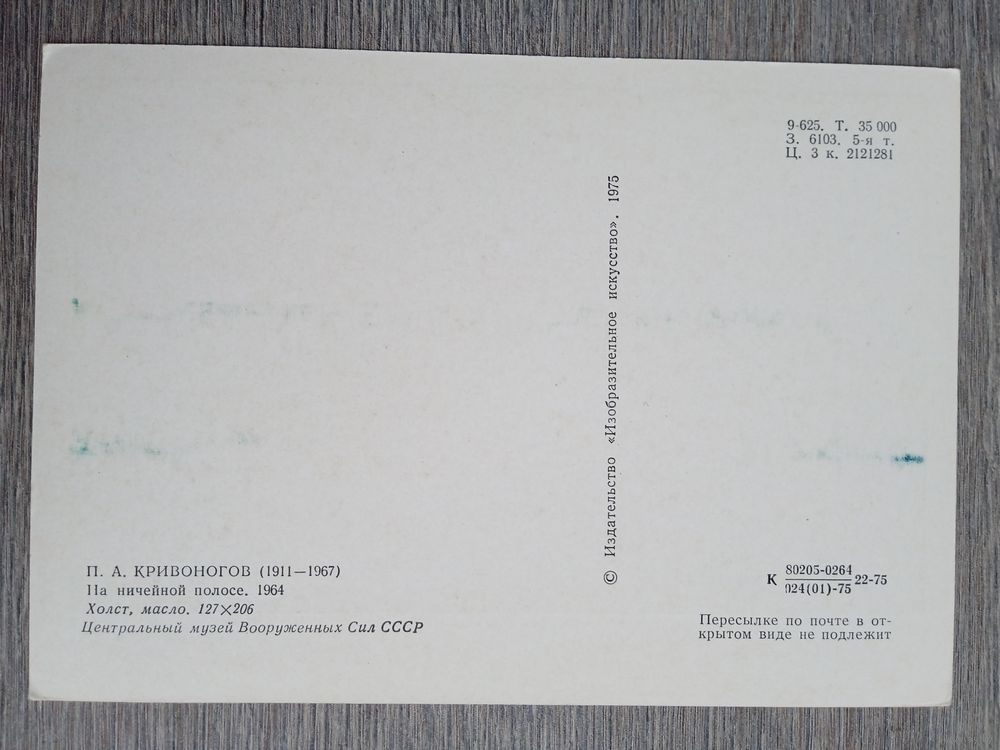 9-625. Т. 35 000
З. 6103. 5-я т.
Ц. 3 к. 2121281
© Издательство «Изобразительное искусство». 1975
П. А. КРИВОНОГОВ (1911—1967)
На ничейной полосе. 1964
Холст, масло. 127×206
Центральный музей Вооруженных Сил СССР
80205-0264
К 22-75
024(01)-75
Пересылке по почте в от-
крытом виде не подлежит